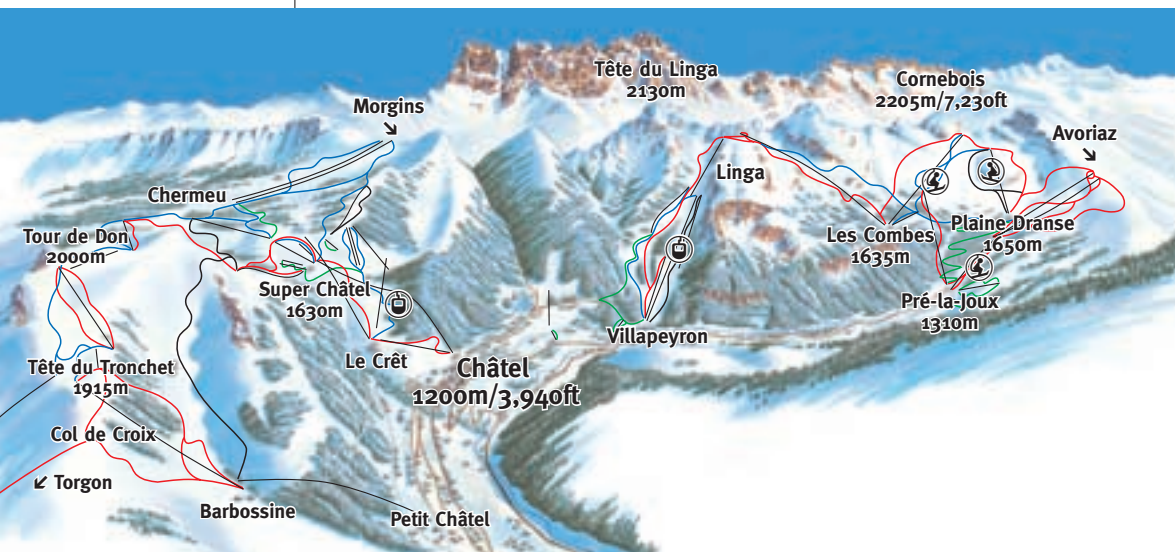 Tête du Linga
2130m
Cornebois
2205m/7,230ft
Morgins
Avoriaz
Linga
Chermeu
Tour de Don
2000m
Les Combes
1635m
Plaine Dranse
1650m
Super Châtel
1630m
Pré-la-Joux
1310m
Villapeyron
Le Crêt
Châtel
1200m/3,940ft
Tête du Tronchet
1915m
Col de Croix
Torgon
Barbossine
Petit Châtel